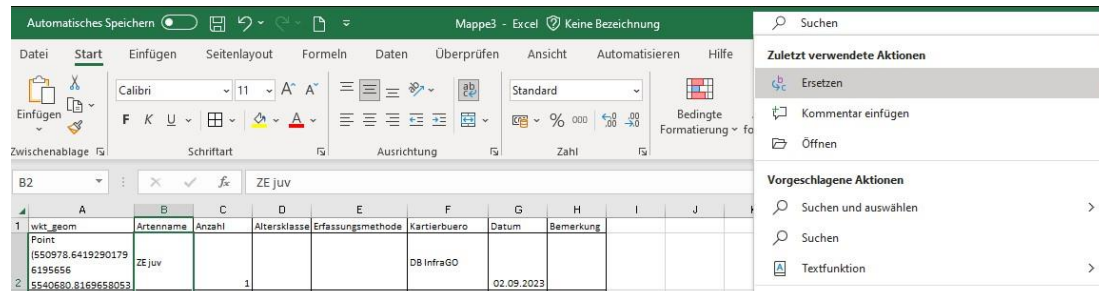 Automatisches Speichern
Mappe3 - Excel Keine Bezeichnung
Suchen
Datei Start Einfügen Seitenlayout Formeln Daten Überprüfen Ansicht Automatisieren Hilfe
Einfügen
Calibri 11 A^ A˅
F K U
Standard
% 000
Bedingte
Formatierung fo
Zwischenablage Schriftart Ausrichtung Zahl
B2 fx ZE juv
A B C D E F G H I J
1 wkt_geom Artenname Anzahl Altersklasse Erfassungsmethode Kartierbuero Datum Bemerkung
Point
(550978.6419290179
6195656
2 5540680.8169658053
ZE juv
1
DB InfraGO
02.09.2023
Zuletzt verwendete Aktionen
Ersetzen
Kommentar einfügen
Öffnen
Vorgeschlagene Aktionen
Suchen und auswählen
Suchen
Textfunktion